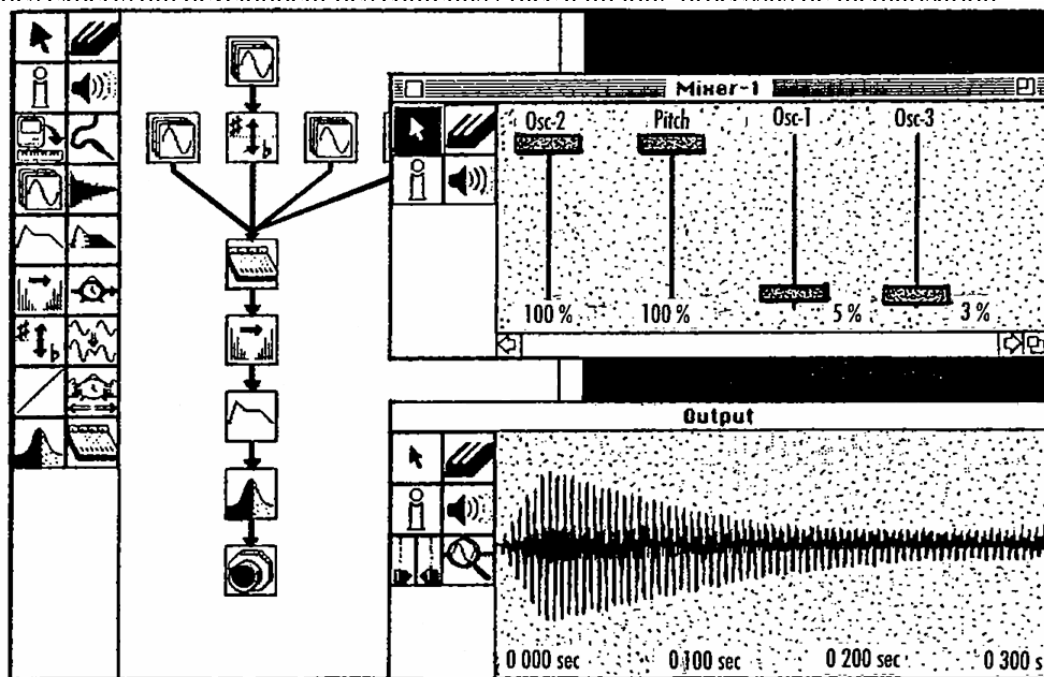 Mixer-1
Osc-2 Pitch Osc-1 Osc-3
100 % 100 % 5 % 3 %
Output
0 000 sec 0 100 sec 0 200 sec 0 300 s